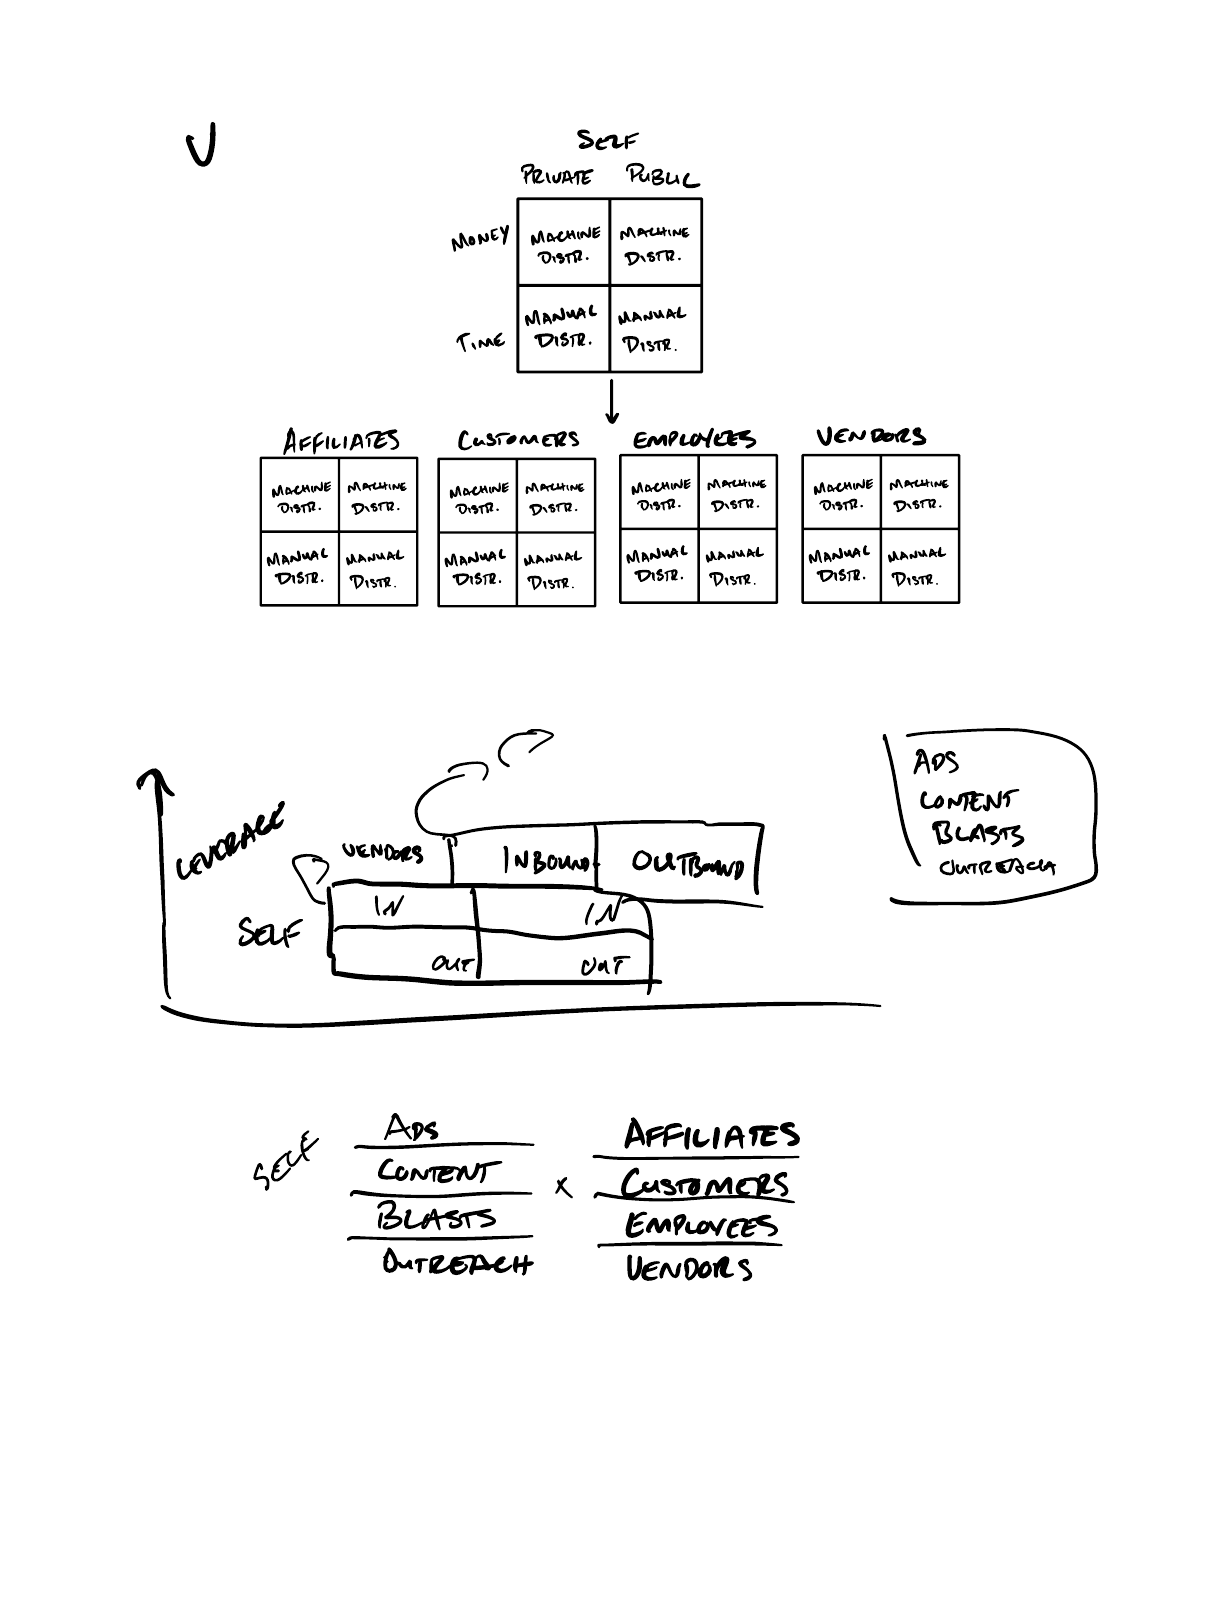 U
SELF
PRIVATE PUBLIC
MONEY MACHINE DISTR. MACHINE DISTR.
TIME MANUAL DISTR. MANUAL DISTR.
AFFILIATES CUSTOMERS EMPLOYEES VENDORS
MACHINE DISTR. MACHINE DISTR. MACHINE DISTR. MACHINE DISTR. MACHINE DISTR. MACHINE DISTR. MACHINE DISTR. MACHINE DISTR.
MANUAL DISTR. MANUAL DISTR. MANUAL DISTR. MANUAL DISTR. MANUAL DISTR. MANUAL DISTR. MANUAL DISTR. MANUAL DISTR.
LEVERAGE
VENDORS INBOUND OUTBOUND
SELF IN IN
OUT OUT
ADS
CONTENT
BLASTS
OUTREACH
SELF
ADS
CONTENT
BLASTS
OUTREACH
x
AFFILIATES
CUSTOMERS
EMPLOYEES
VENDORS